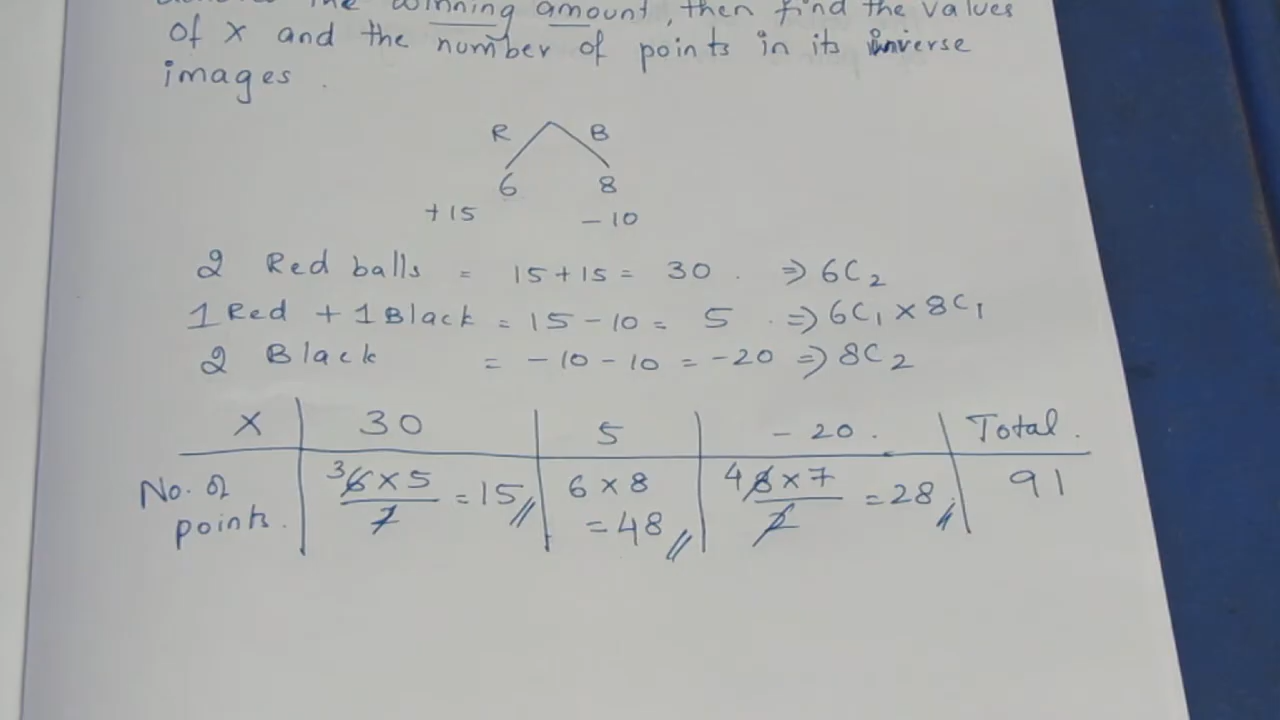 the winning amount, then find the values
of X and the number of points in its inverse
images.
R B
6 8
+15 -10
2 Red balls = 15+15 = 30. ⇒ 6C₂
1 Red + 1 Black = 15-10 = 5 . ⇒ 6C₁ × 8C₁
2 Black = -10-10 = -20 ⇒ 8C₂
X | 30 | 5 | -20. | Total.
No. of points. | 3 6×5/2 = 15 | 6×8 = 48 | 4 8×7/2 = 28 | 91